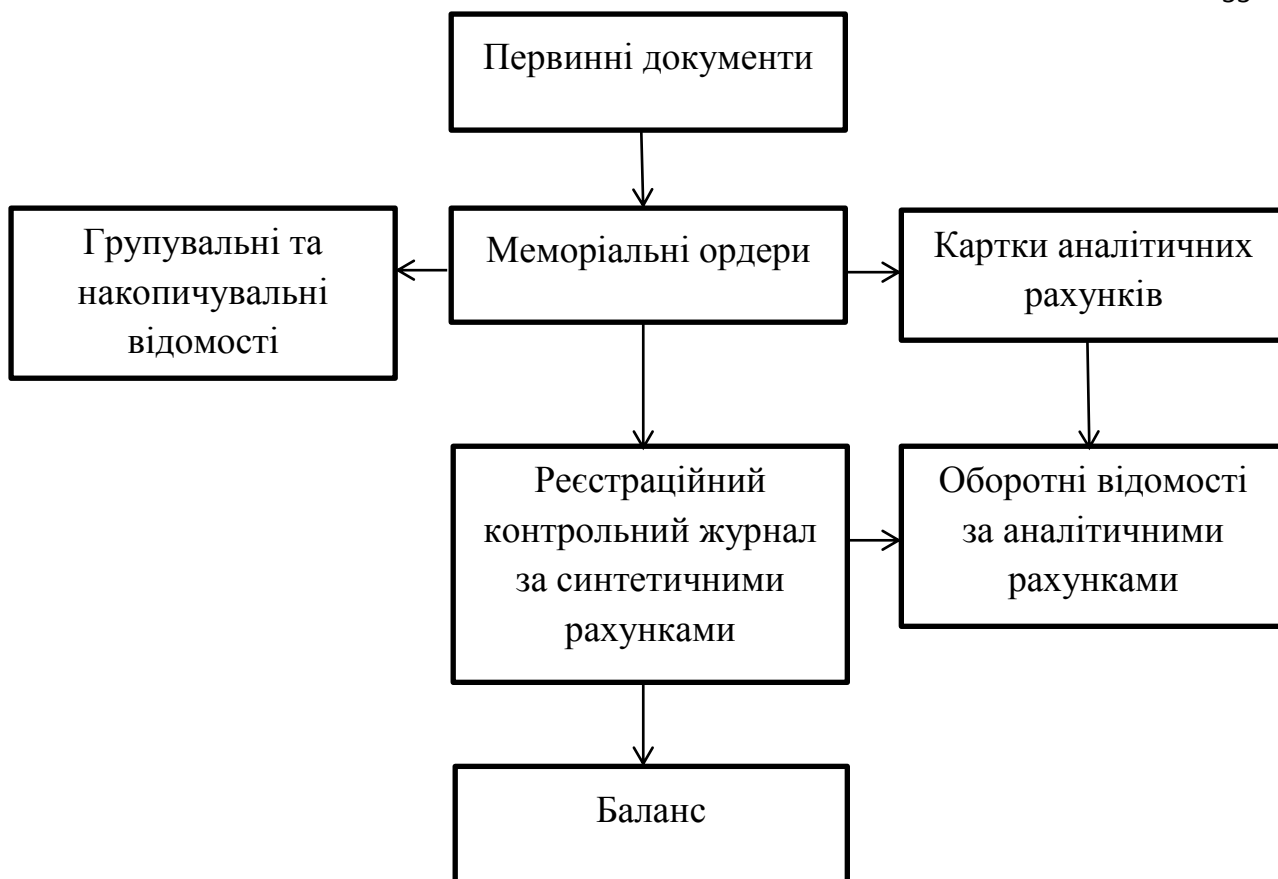 Первинні документи
Групувальні та
накопичувальні
відомості
Меморіальні ордери
Картки аналітичних
рахунків
Реєстраційний
контрольний журнал
за синтетичними
рахунками
Оборотні відомості
за аналітичними
рахунками
Баланс